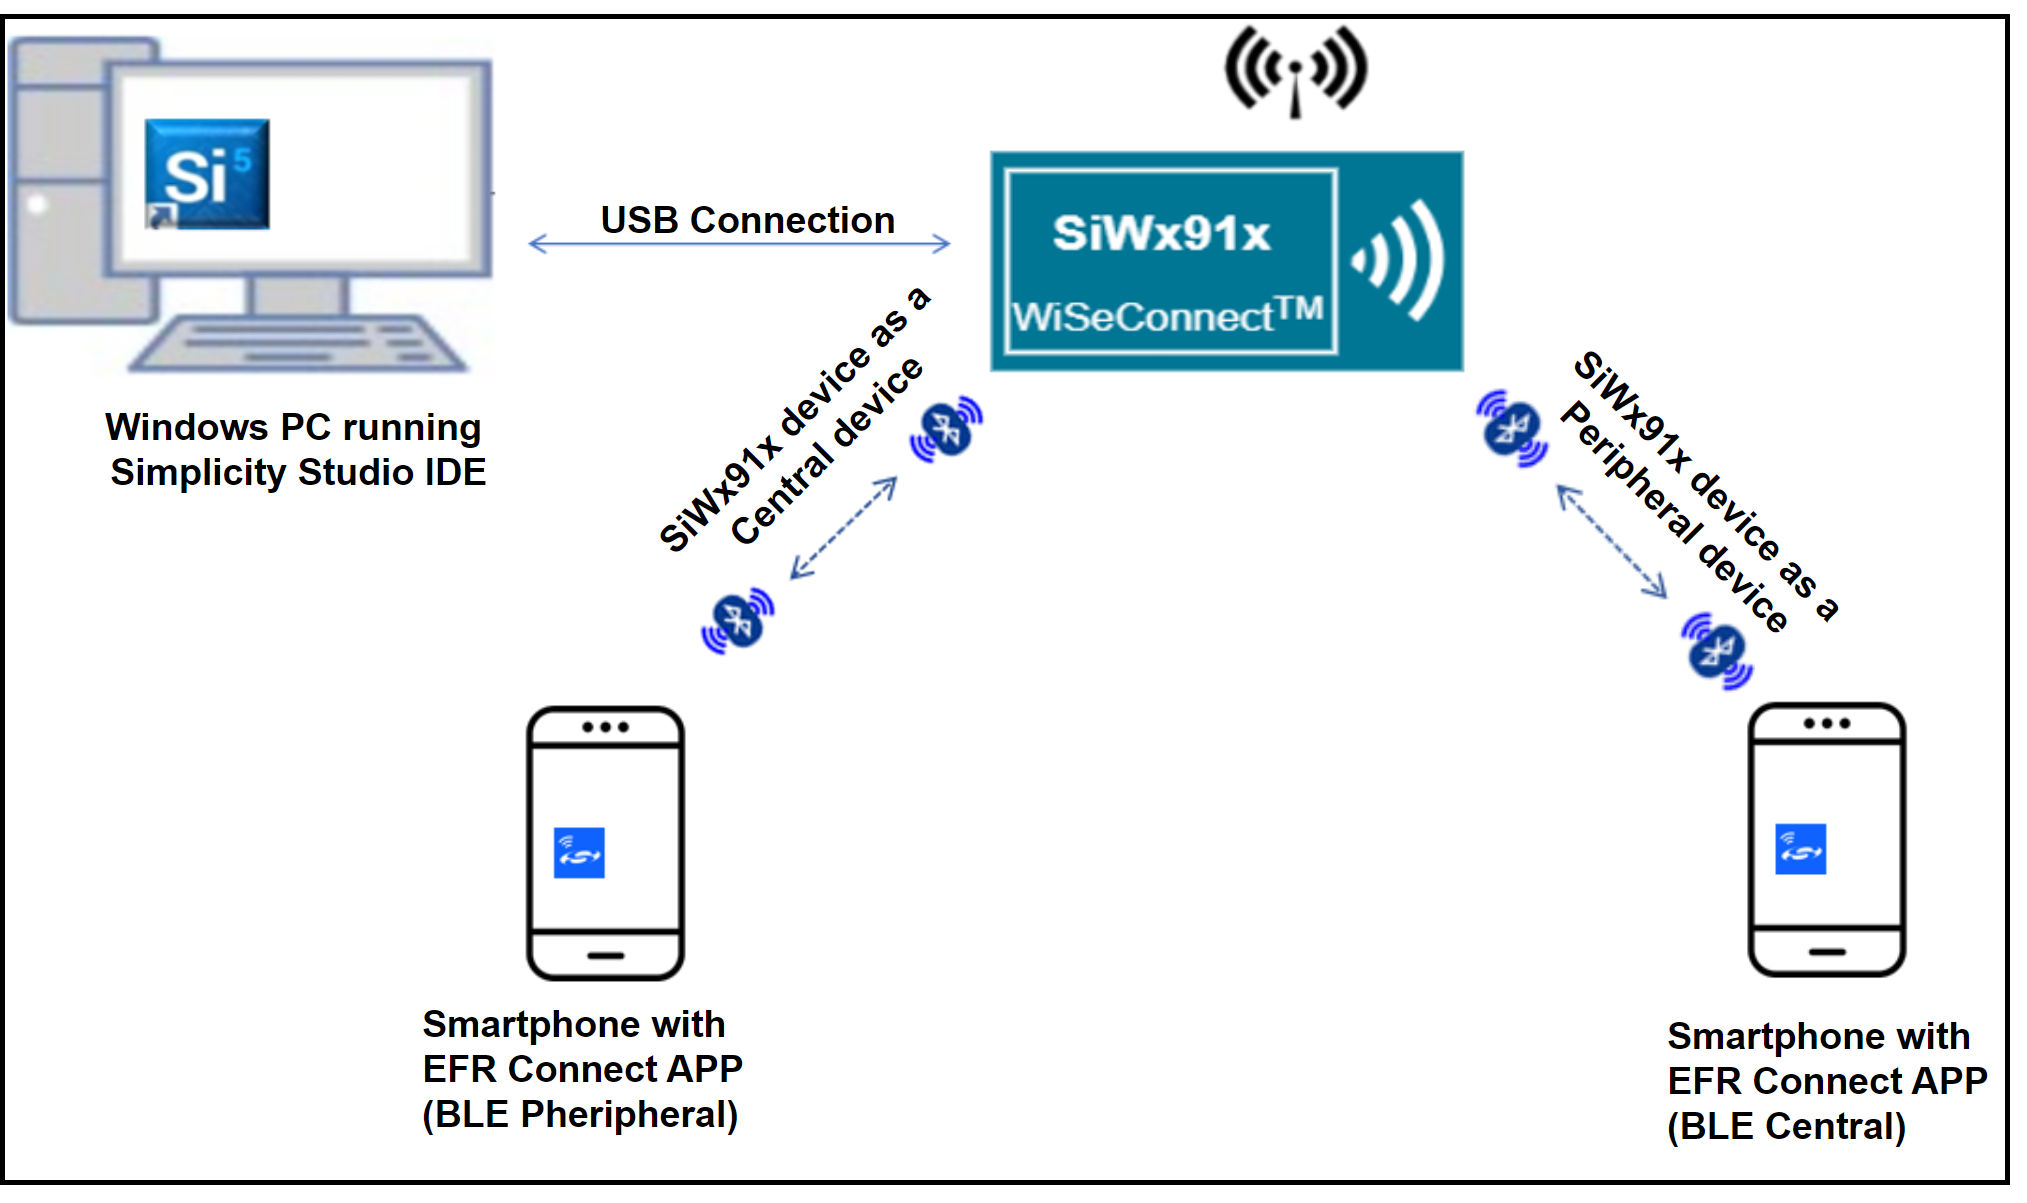 Si 5
USB Connection
SiWx91x
WiSeConnect™
Windows PC running
Simplicity Studio IDE
SiWx91x device as a
Central device
SiWx91x device as a
Peripheral device
Smartphone with
EFR Connect APP
(BLE Pheripheral)
Smartphone with
EFR Connect APP
(BLE Central)